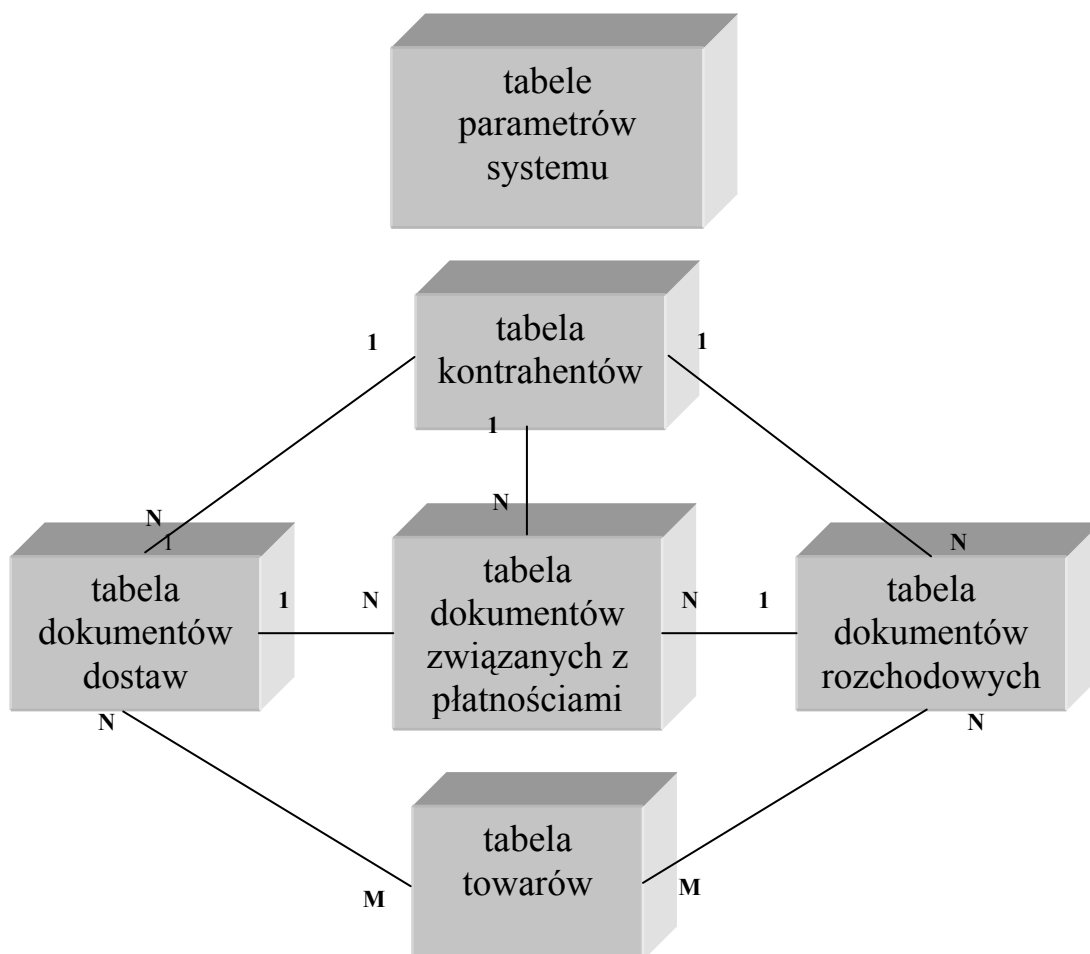 tabele
parametrów
systemu
tabela
kontrahentów
1
1
1
N
N
1
N
tabela
dokumentów
dostaw
1
N
tabela
dokumentów
związanych z
płatnościami
N
1
tabela
dokumentów
rozchodowych
N
N
tabela
towarów
M
M